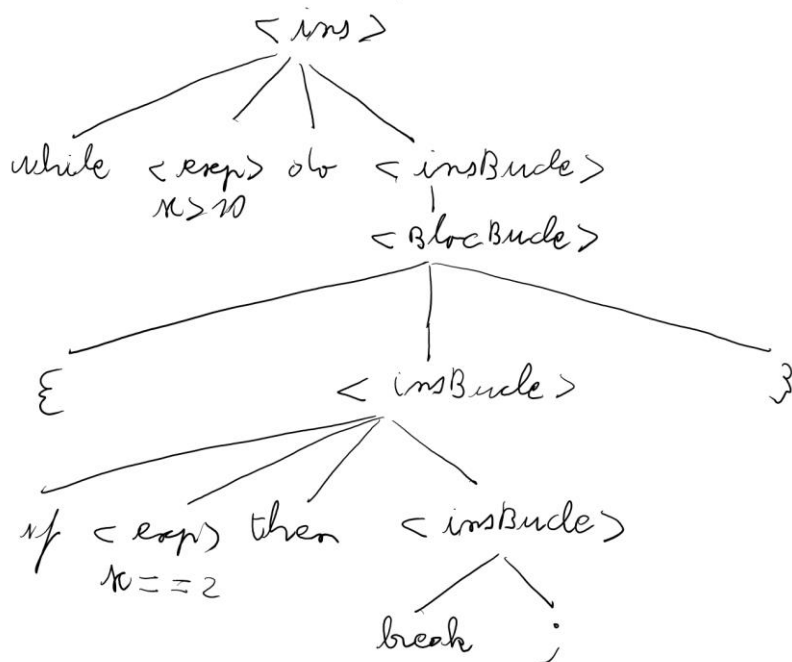 <ins>
while <exp> do <insBucle>
x>10
<BlocBucle>
{ <insBucle> }
if <exp> then <insBucle>
x==2
break ;